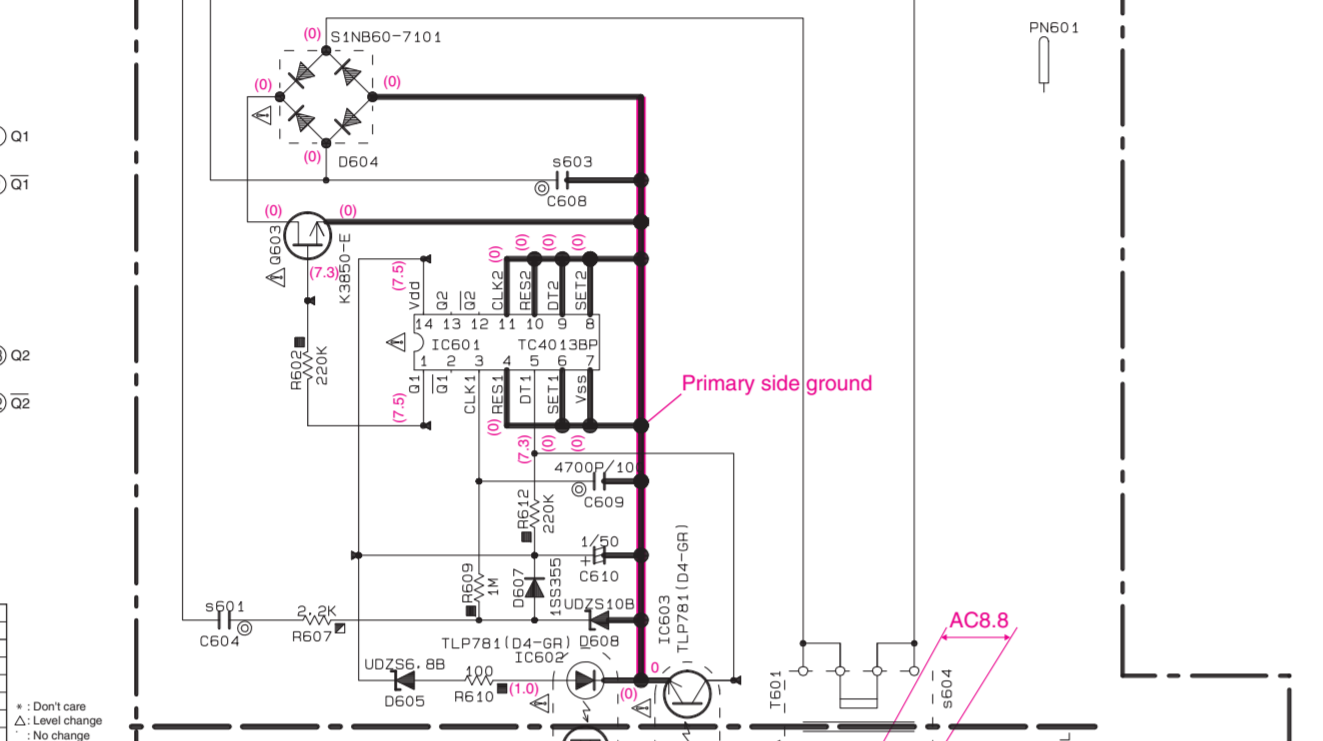 PN601
(0) S1NB60-7101
(0)
(0)
(0)
D604
s603
C608
Q1
Q1
Q2
Q2
(0)
(0)
Q603
K3850-E
(7.3)
(7.5)
Vdd
Q2
Q2
CLK2
RES2
DT2
SET2
(0)
(0)
(0)
(0)
14 13 12 11 10 9 8
IC601 TC4013BP
1 2 3 4 5 6 7
Q1
Q1
CLK1
RES1
DT1
SET1
Vss
(7.5)
(0)
(7.3)
(0)
(0)
R602
220K
Primary side ground
4700P/10
C609
R612
220K
1/50
+
C610
R609
1M
D607
1SS355
UDZS10B
D608
s601
C604
2.2K
R607
TLP781(D4-GR)
IC602
IC603
TLP781(D4-GR)
UDZS6.8B
D605
100
R610
(1.0)
(0)
0
AC8.8
T601
s604
* : Don't care
△ : Level change
: No change